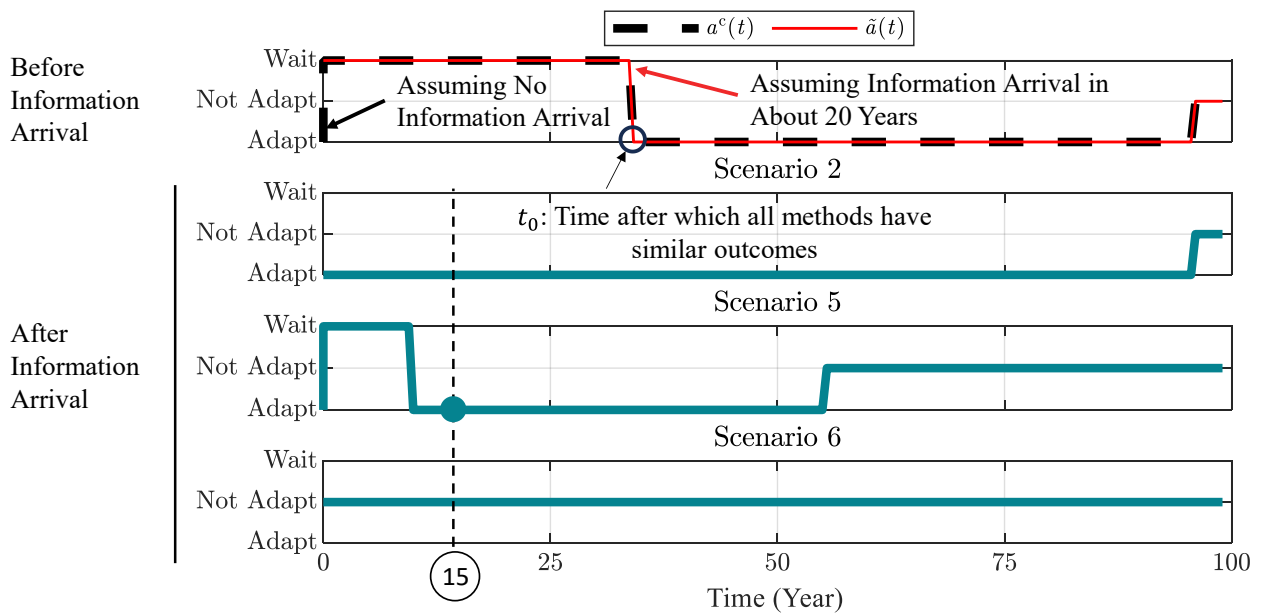 a^c(t) ã(t)
Before
Information
Arrival
Wait
Not Adapt
Adapt
Assuming No
Information Arrival
Assuming Information Arrival in
About 20 Years
Scenario 2
After
Information
Arrival
Wait
Not Adapt
Adapt
t_0: Time after which all methods have
similar outcomes
Scenario 5
Wait
Not Adapt
Adapt
Scenario 6
Wait
Not Adapt
Adapt
0 25 50 75 100
15
Time (Year)